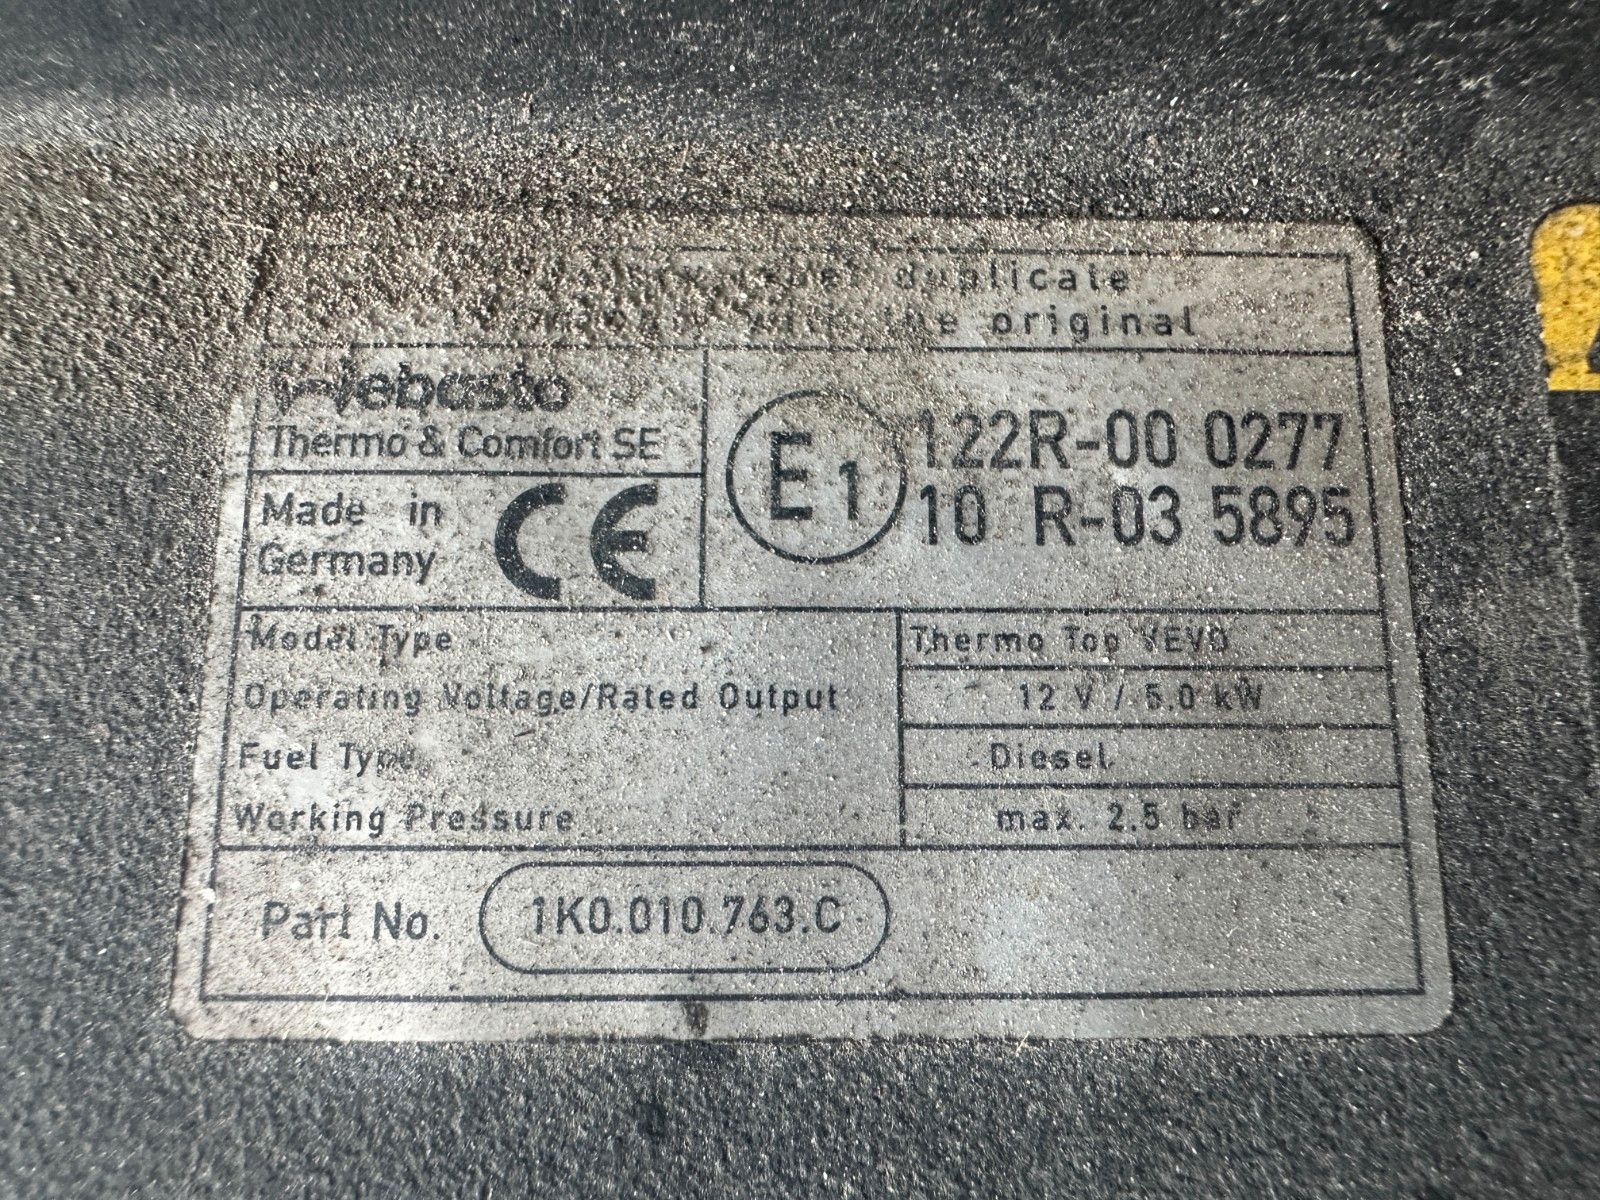 duplicate
with the original
Webasto
Thermo & Comfort SE
Made in
Germany
CE
E1
122R-00 0277
10 R-03 5895
Model Type Thermo Top VEVO
Operating Voltage/Rated Output 12 V / 5.0 kW
Fuel Type Diesel
Working Pressure max. 2.5 bar
Part No. 1K0.010.763.C